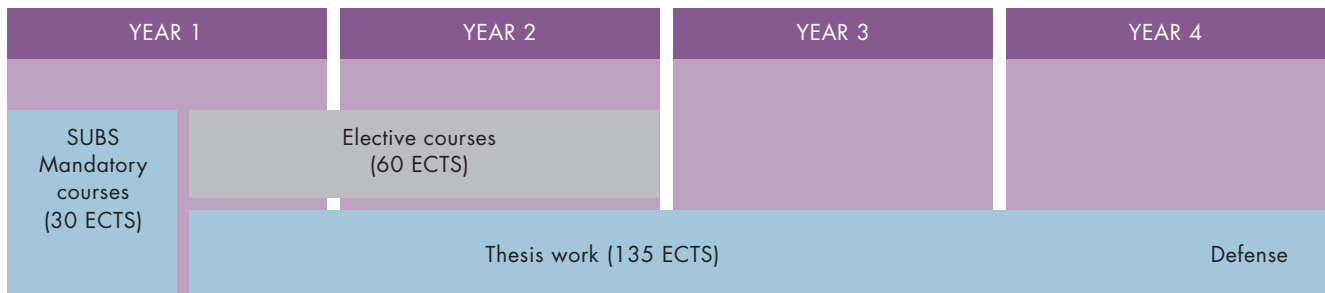 YEAR 1
YEAR 2
YEAR 3
YEAR 4
SUBS
Mandatory
courses
(30 ECTS)
Elective courses
(60 ECTS)
Thesis work (135 ECTS)
Defense